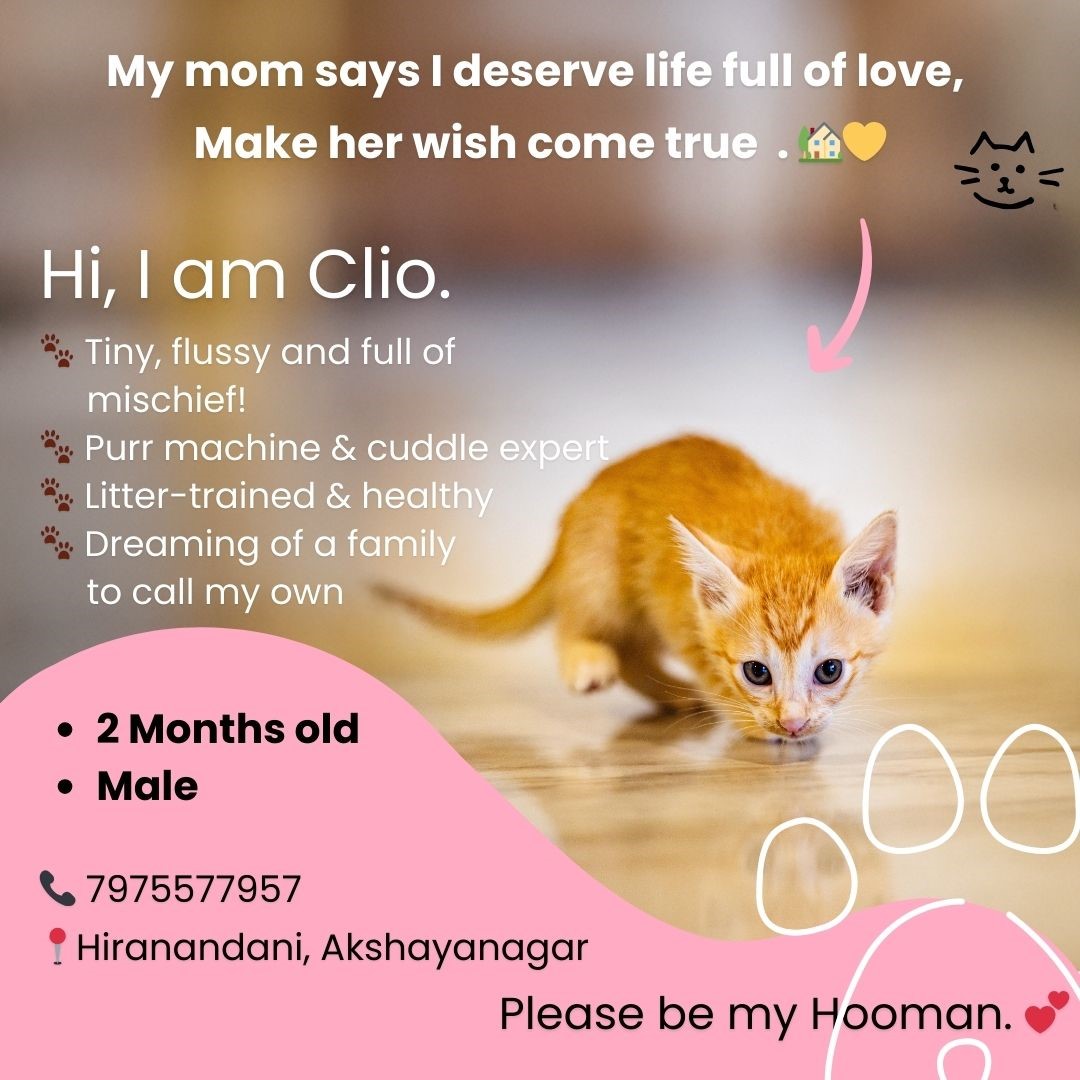 My mom says I deserve life full of love,
Make her wish come true . 🏡💛
Hi, I am Clio.
🐾 Tiny, flussy and full of
mischief!
🐾 Purr machine & cuddle expert
🐾 Litter-trained & healthy
🐾 Dreaming of a family
to call my own
• 2 Months old
• Male
📞 7975577957
📍Hiranandani, Akshayanagar
Please be my Hooman. 💕